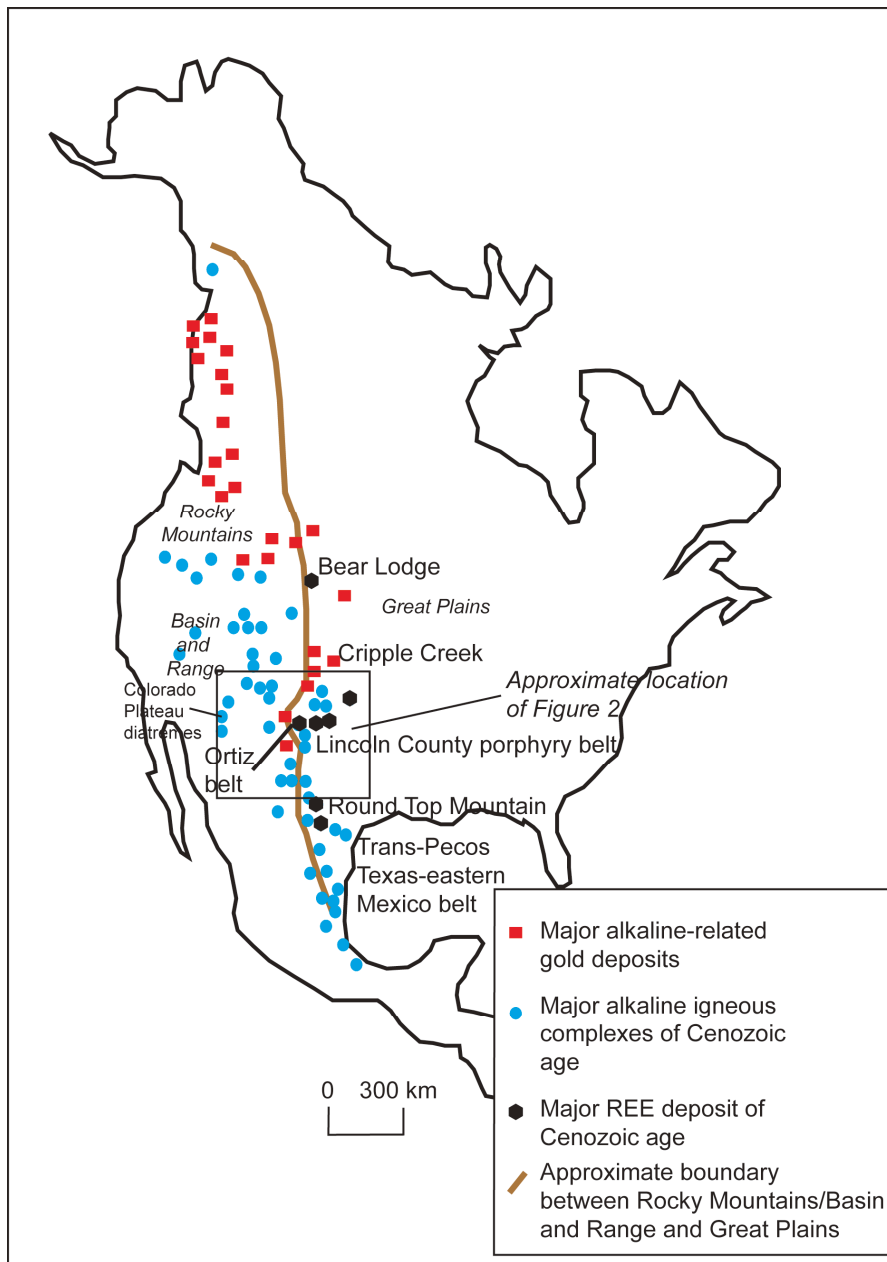 Rocky
Mountains
Bear Lodge
Great Plains
Basin
and
Range
Cripple Creek
Colorado
Plateau
diatremes
Approximate location
of Figure 2
Ortiz
belt
Lincoln County porphyry belt
Round Top Mountain
Trans-Pecos
Texas-eastern
Mexico belt
Major alkaline-related
gold deposits
Major alkaline igneous
complexes of Cenozoic
age
0 300 km
Major REE deposit of
Cenozoic age
Approximate boundary
between Rocky Mountains/Basin
and Range and Great Plains